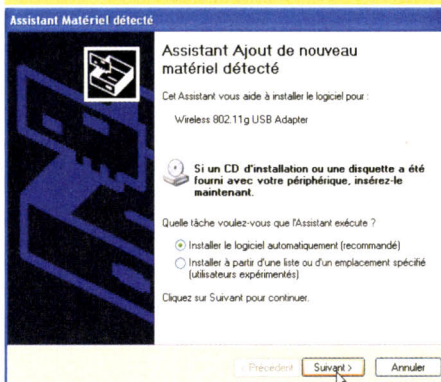 Assistant Matériel détecté
Assistant Ajout de nouveau
matériel détecté
Cet Assistant vous aide à installer le logiciel pour :
Wireless 802.11g USB Adapter
Si un CD d'installation ou une disquette a été
fourni avec votre périphérique, insérez-le
maintenant.
Quelle tâche voulez-vous que l'Assistant exécute ?
Installer le logiciel automatiquement (recommandé)
Installer à partir d'une liste ou d'un emplacement spécifié
(utilisateurs expérimentés)
Cliquez sur Suivant pour continuer.
< Précédent Suivant > Annuler